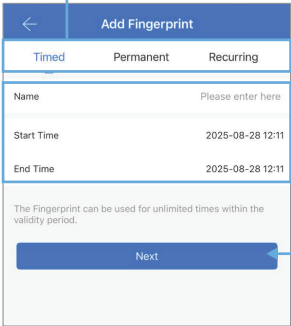 Add Fingerprint
Timed Permanent Recurring
Name Please enter here
Start Time 2025-08-28 12:11
End Time 2025-08-28 12:11
The Fingerprint can be used for unlimited times within the
validity period.
Next